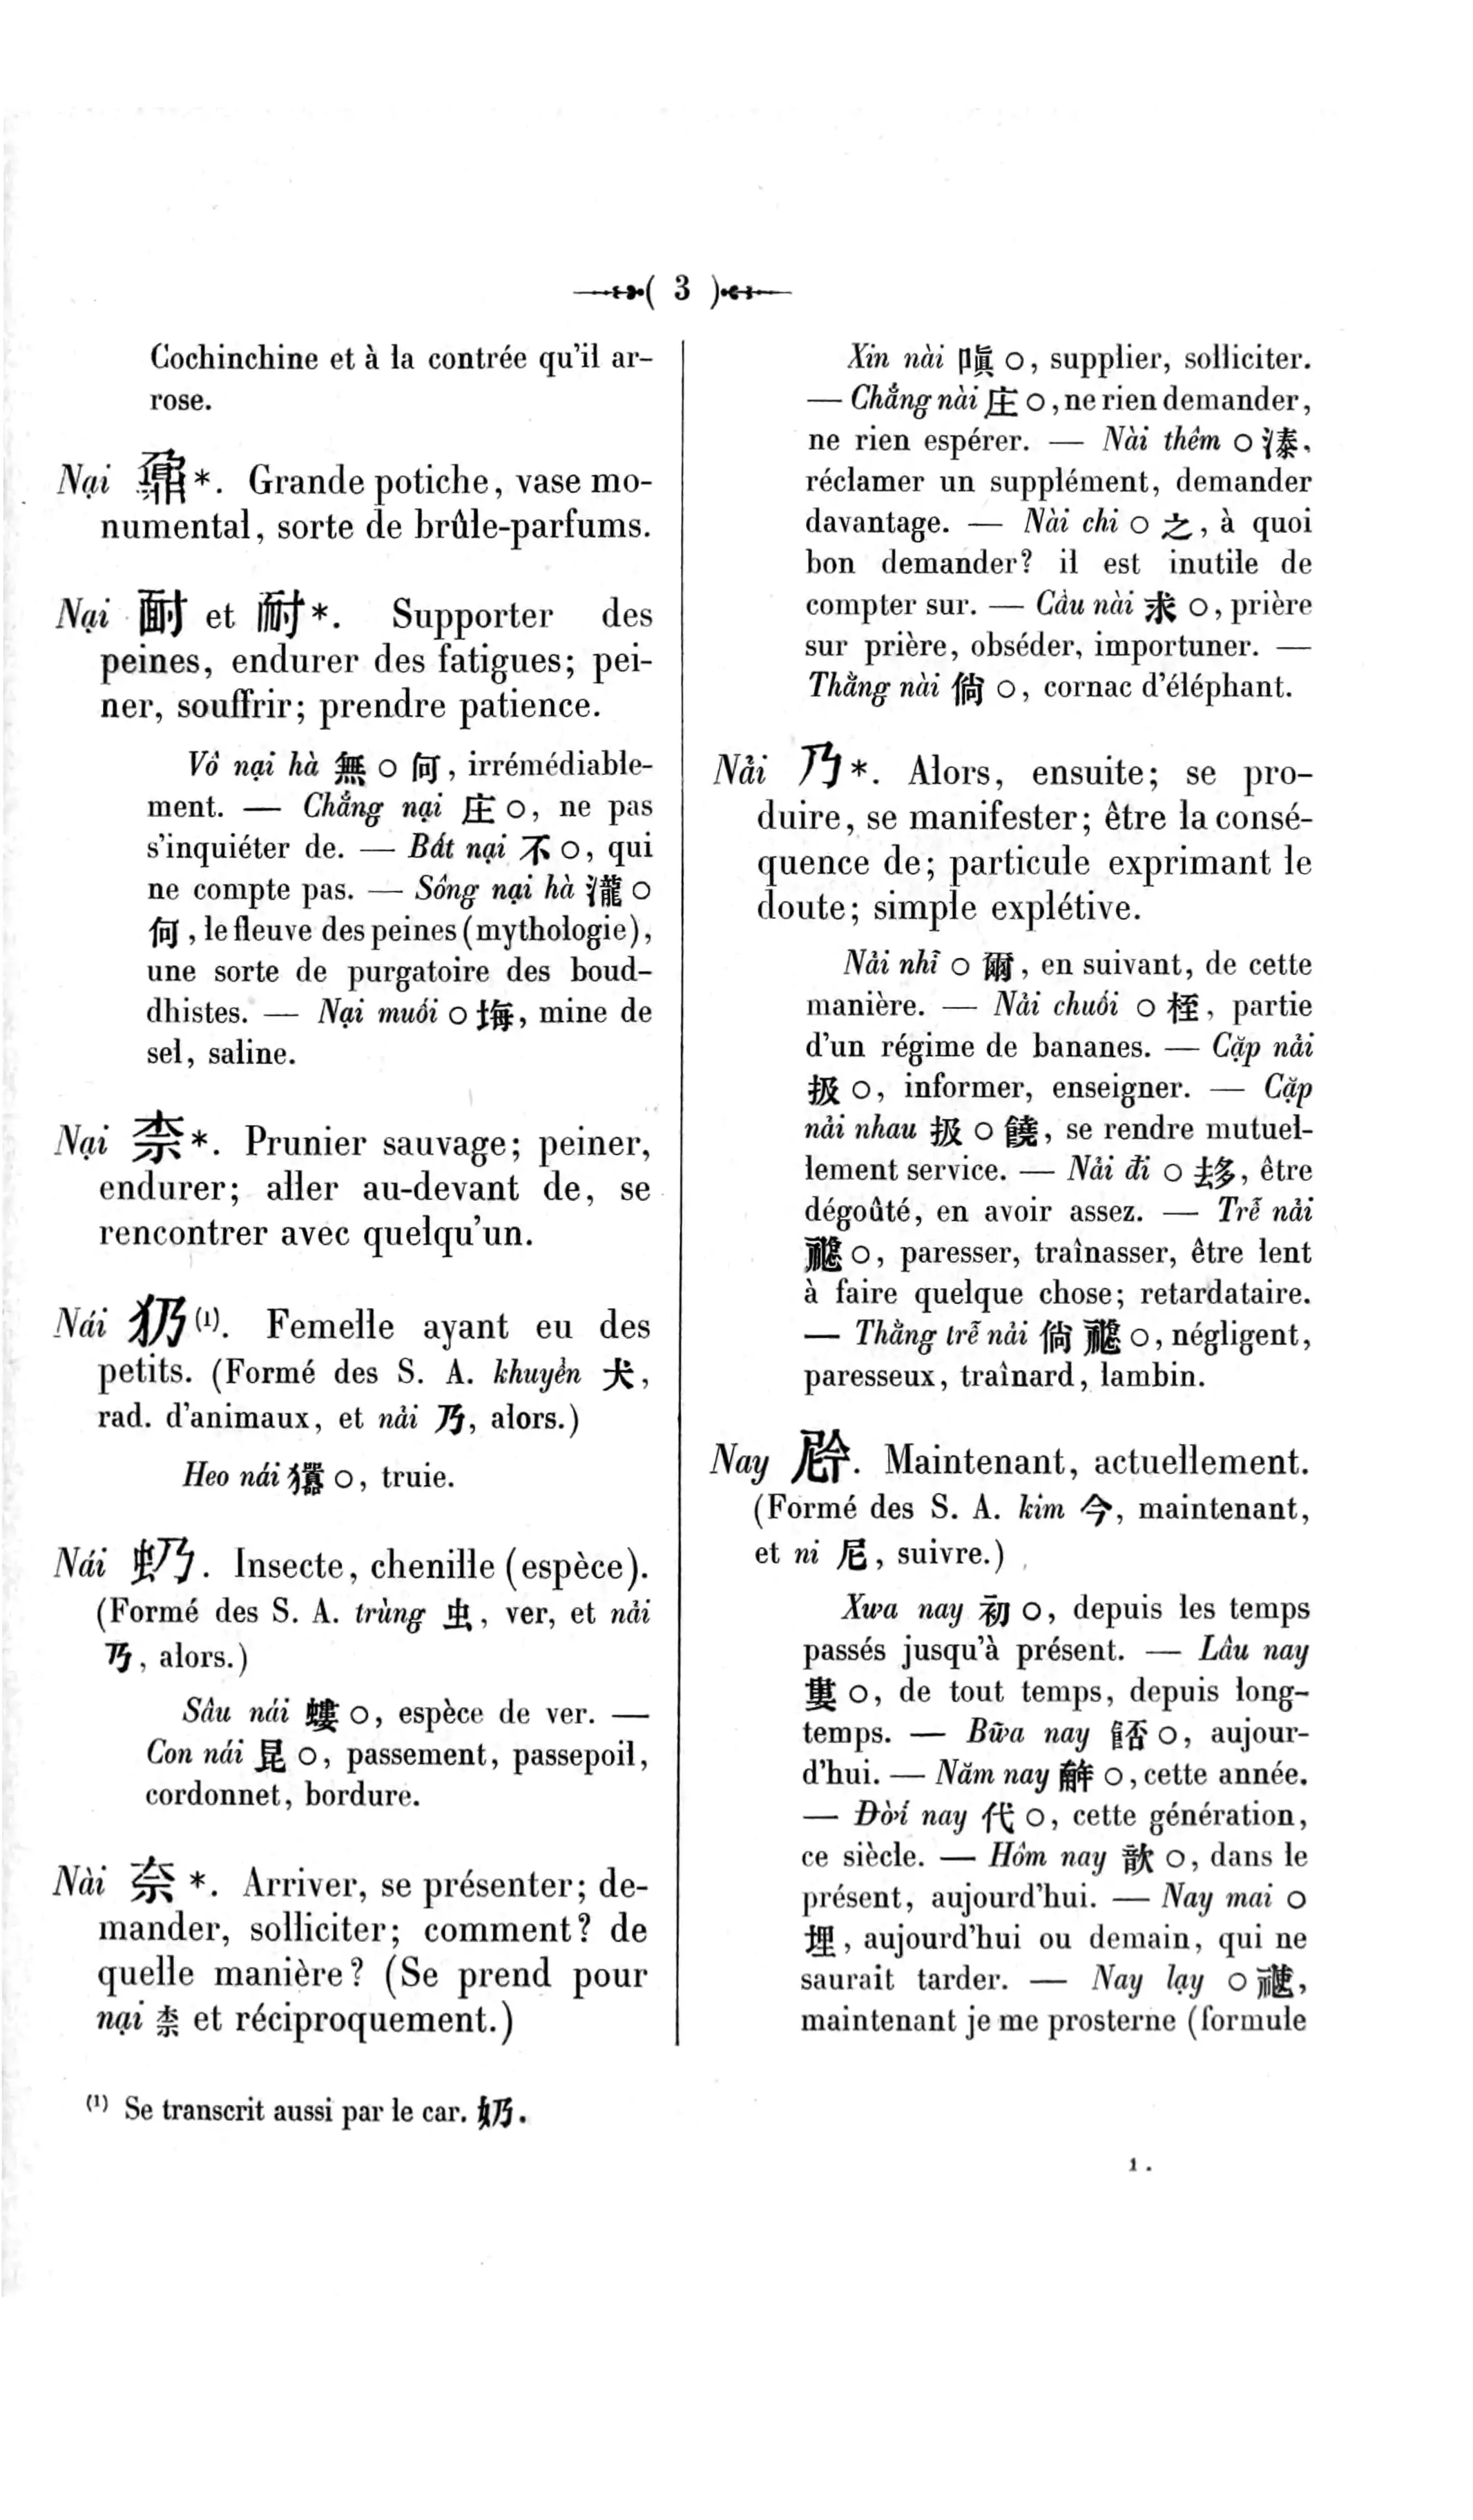 ( 3 )
Cochinchine et à la contrée qu'il ar-
rose.
Nại 鼐*. Grande potiche, vase mo-
numental, sorte de brûle-parfums.
Nại 耐 et 耐*. Supporter des
peines, endurer des fatigues; pei-
ner, souffrir; prendre patience.
Vô nại hà 無○何, irrémédiable-
ment. — Chẳng nại 庄○, ne pas
s'inquiéter de. — Bất nại 不○, qui
ne compte pas. — Sông nại hà 瀧○
何, le fleuve des peines (mythologie),
une sorte de purgatoire des boud-
dhistes. — Nại muối ○塰, mine de
sel, saline.
Nại 柰*. Prunier sauvage; peiner,
endurer; aller au-devant de, se
rencontrer avec quelqu'un.
Nái 犿(1). Femelle ayant eu des
petits. (Formé des S. A. khuyển 犬,
rad. d'animaux, et nải 乃, alors.)
Heo nái ○, truie.
Nái 𧉙. Insecte, chenille (espèce).
(Formé des S. A. trùng 虫, ver, et nải
乃, alors.)
Sâu nái 螻○, espèce de ver. —
Con nái 昆○, passement, passepoil,
cordonnet, bordure.
Nài 奈*. Arriver, se présenter; de-
mander, solliciter; comment? de
quelle manière? (Se prend pour
nại 柰 et réciproquement.)
(1) Se transcrit aussi par le car. 奶.
Xin nài 嗔○, supplier, solliciter.
— Chẳng nài 庄○, ne rien demander,
ne rien espérer. — Nài thêm ○溱,
réclamer un supplément, demander
davantage. — Nài chi ○之, à quoi
bon demander? il est inutile de
compter sur. — Cầu nài 求○, prière
sur prière, obséder, importuner. —
Thằng nài 倘○, cornac d'éléphant.
Nải 乃*. Alors, ensuite; se pro-
duire, se manifester; être la consé-
quence de; particule exprimant le
doute; simple explétive.
Nải nhĩ ○爾, en suivant, de cette
manière. — Nải chuối ○桎, partie
d'un régime de bananes. — Cặp nải
扱○, informer, enseigner. — Cặp
nải nhau 扱○饒, se rendre mutuel-
lement service. — Nải đi ○𠫾, être
dégoûté, en avoir assez. — Trễ nải
○, paresser, traînasser, être lent
à faire quelque chose; retardataire.
— Thằng trễ nải 倘 ○, négligent,
paresseux, traînard, lambin.
Nay 𫢩. Maintenant, actuellement.
(Formé des S. A. kim 今, maintenant,
et ni 尼, suivre.)
Xưa nay 初○, depuis les temps
passés jusqu'à présent. — Lâu nay
婁○, de tout temps, depuis long-
temps. — Bữa nay ○, aujour-
d'hui. — Năm nay 𢆥○, cette année.
— Đời nay 代○, cette génération,
ce siècle. — Hôm nay 歆○, dans le
présent, aujourd'hui. — Nay mai ○
埋, aujourd'hui ou demain, qui ne
saurait tarder. — Nay lạy ○,
maintenant je me prosterne (formule
1.